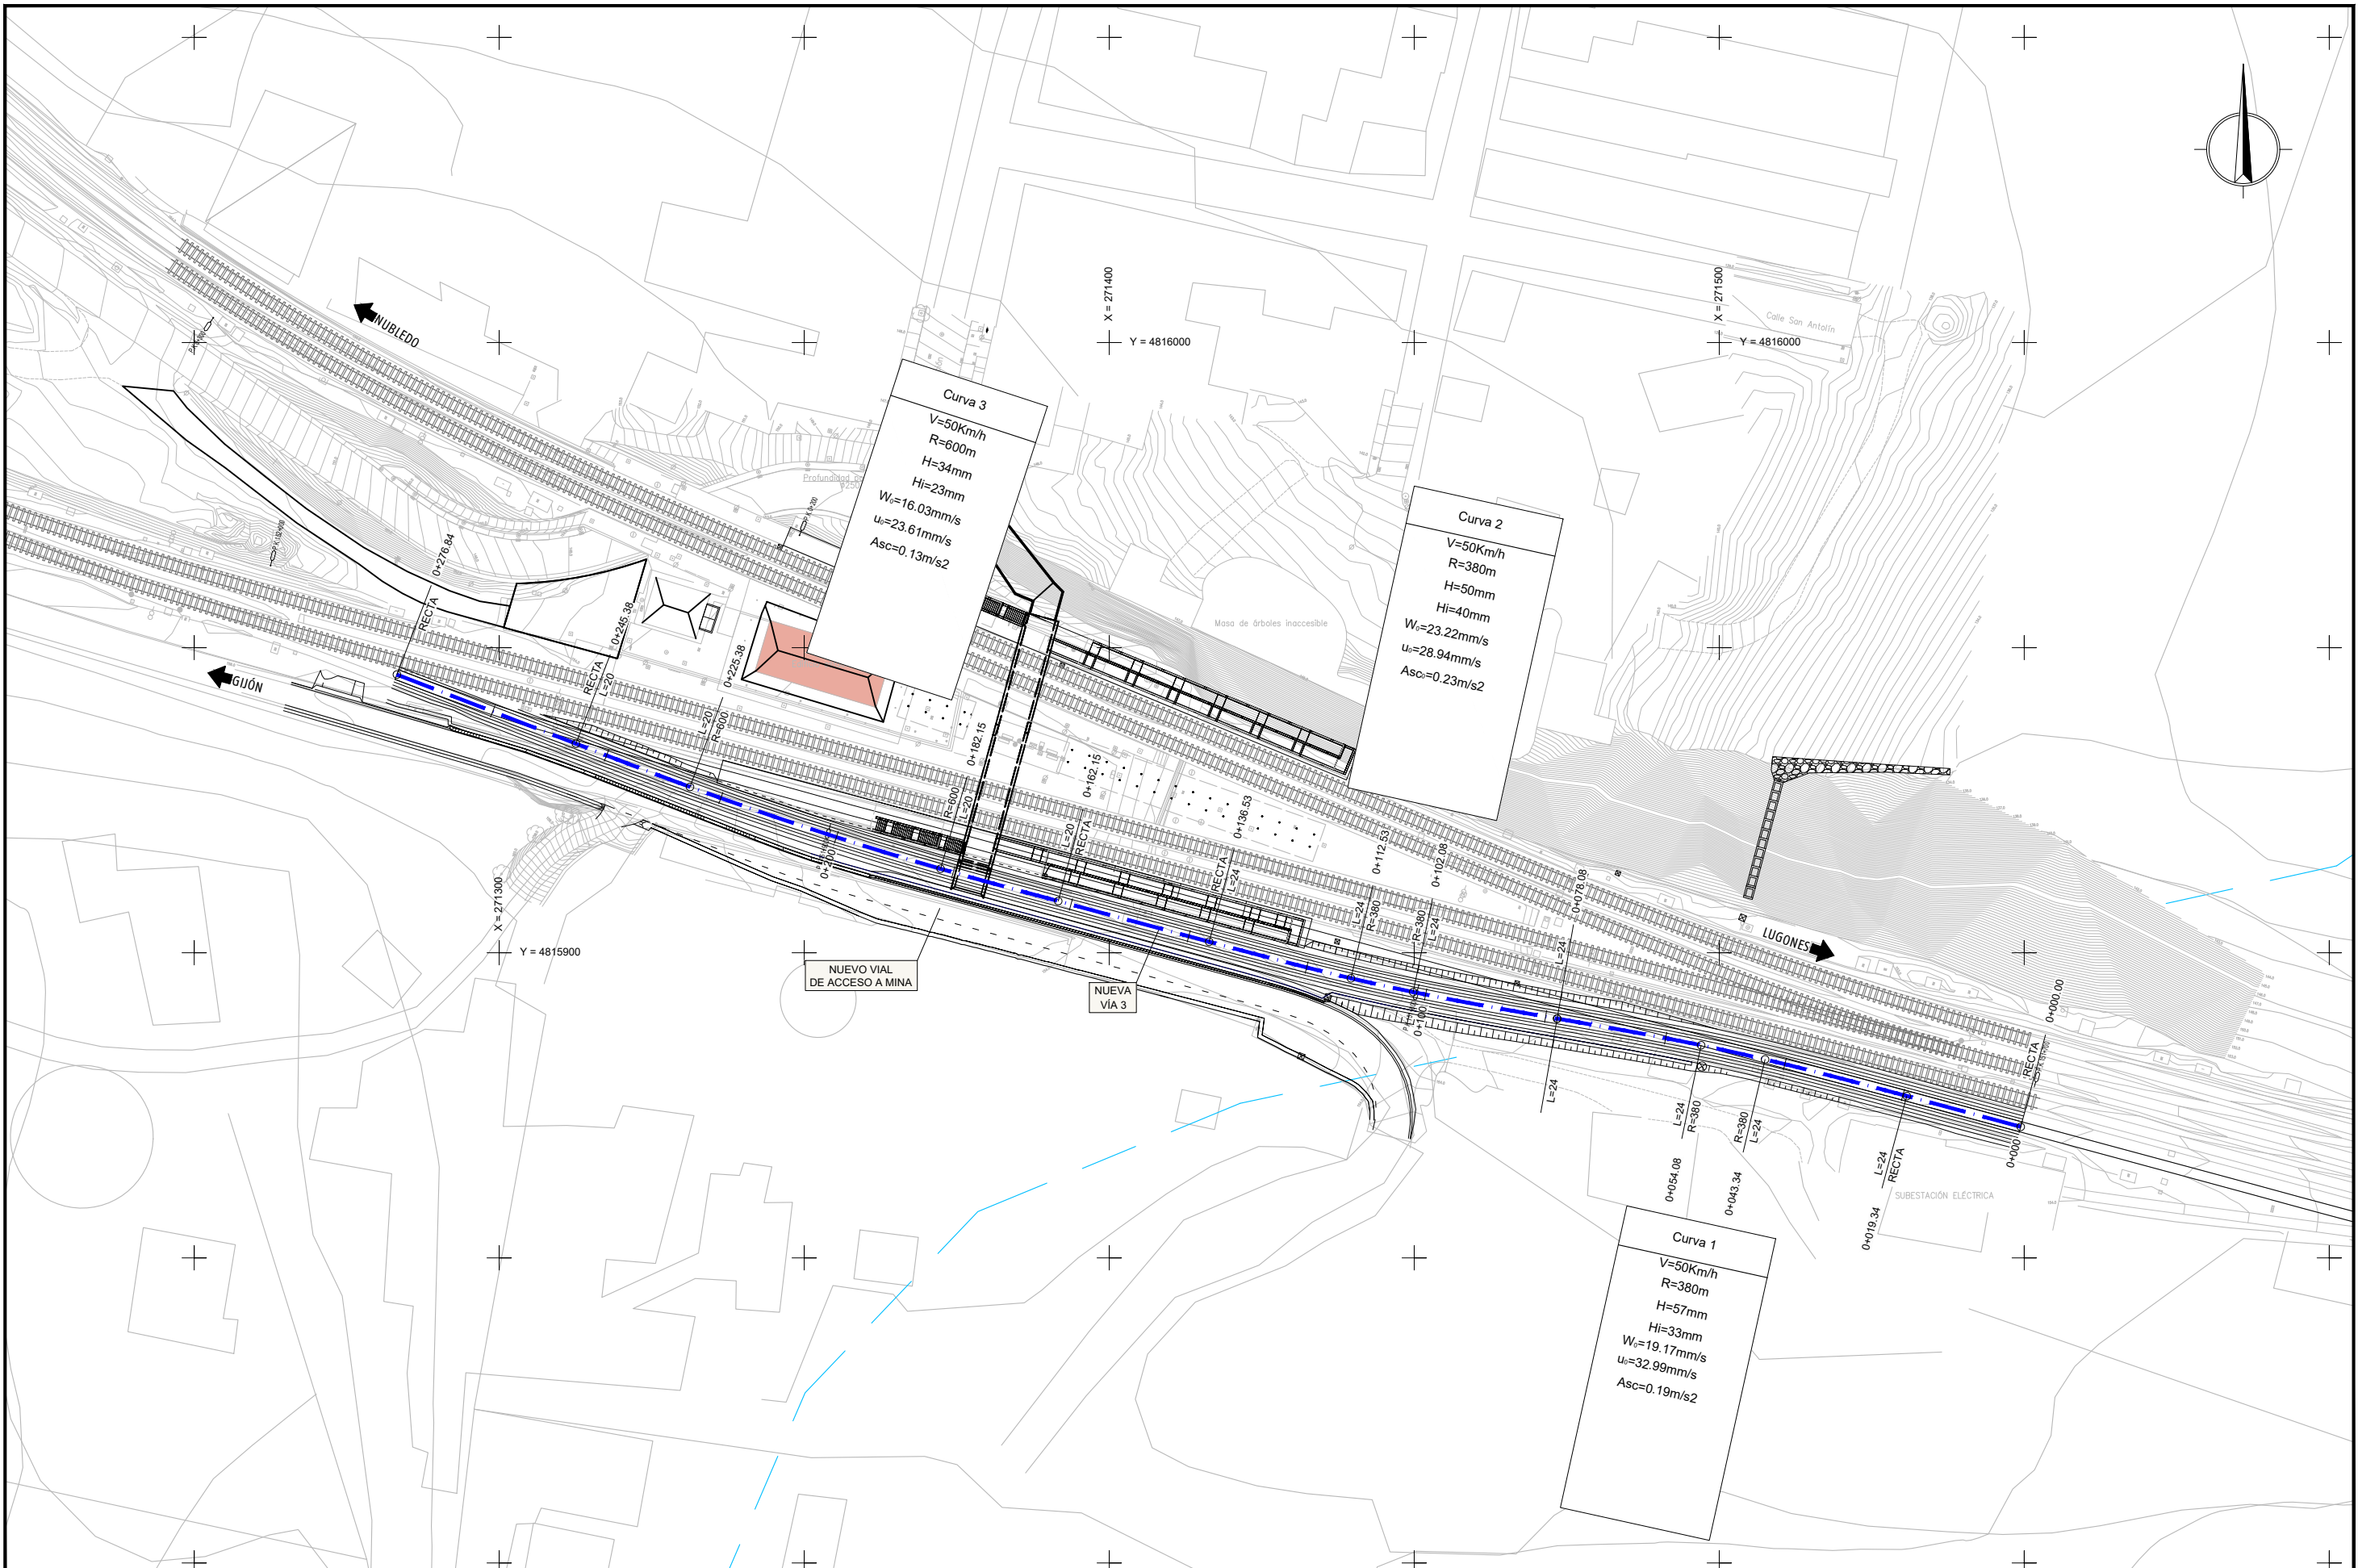 X = 271400
Y = 4816000
X = 271500
Y = 4816000
Calle San Antolín
NUBLEDO
Curva 3
V=50Km/h
R=600m
H=34mm
Hi=23mm
W₀=16.03mm/s
u₀=23.61mm/s
Asc=0.13m/s2
Curva 2
V=50Km/h
R=380m
H=50mm
Hi=40mm
W₀=23.22mm/s
u₀=28.94mm/s
Asc₀=0.23m/s2
Profundidad
Masa de árboles inaccesible
0+276.84
RECTA
0+245.38
RECTA
L=20
0+225.38
L=20
R=600
GIJÓN
0+182.15
R=600
L=20
0+162.15
L=20
RECTA
0+136.53
RECTA
L=24
0+112.53
L=24
R=380
0+102.08
R=380
L=24
0+078.08
L=24
L=24
0+200
0+100
LUGONES
0+000.00
RECTA
0+000
X = 271300
Y = 4815900
NUEVO VIAL
DE ACCESO A MINA
NUEVA
VÍA 3
L=24
R=380
0+054.08
R=380
L=24
0+043.34
L=24
RECTA
0+019.34
SUBESTACIÓN ELÉCTRICA
Curva 1
V=50Km/h
R=380m
H=57mm
Hi=33mm
W₀=19.17mm/s
u₀=32.99mm/s
Asc=0.19m/s2